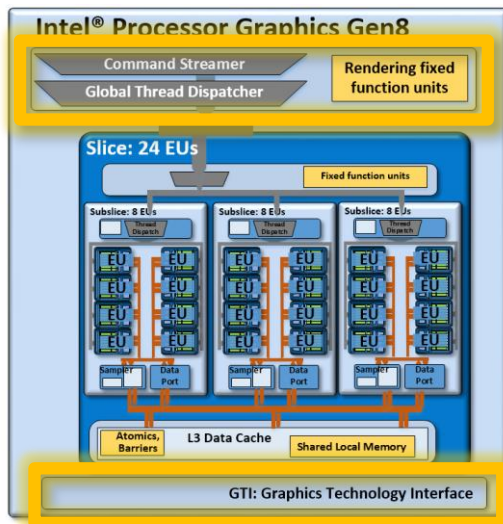 Intel® Processor Graphics Gen8
Command Streamer
Global Thread Dispatcher
Rendering fixed
function units
Slice: 24 EUs
Fixed function units
Subslice: 8 EUs
Thread
Dispatch
EU
EU
EU
EU
EU
EU
EU
EU
Sampler
Data
Port
Subslice: 8 EUs
Thread
Dispatch
EU
EU
EU
EU
EU
EU
EU
EU
Sampler
Data
Port
Subslice: 8 EUs
Thread
Dispatch
EU
EU
EU
EU
EU
EU
EU
EU
Sampler
Data
Port
Atomics,
Barriers
L3 Data Cache
Shared Local Memory
GTI: Graphics Technology Interface